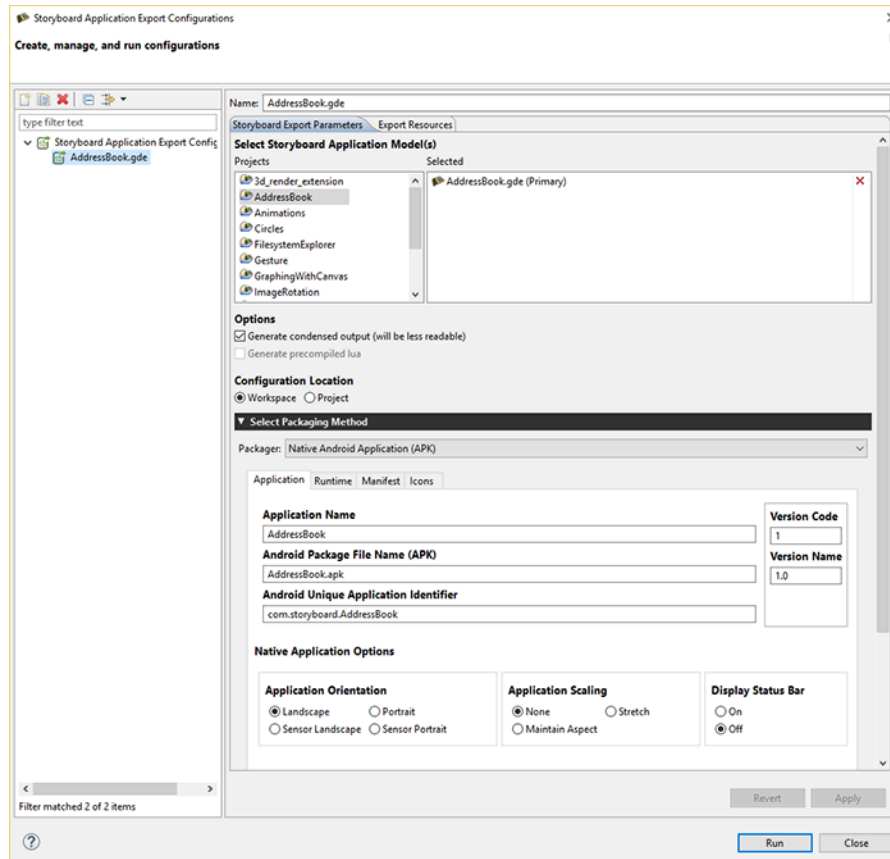 Storyboard Application Export Configurations
Create, manage, and run configurations
Name: AddressBook.gde
type filter text
Storyboard Application Export Config
AddressBook.gde
Storyboard Export Parameters Export Resources
Select Storyboard Application Model(s)
Projects Selected
3d_render_extension AddressBook.gde (Primary)
AddressBook
Animations
Circles
FilesystemExplorer
Gesture
GraphingWithCanvas
ImageRotation
Options
Generate condensed output (will be less readable)
Generate precompiled lua
Configuration Location
Workspace Project
Select Packaging Method
Packager: Native Android Application (APK)
Application Runtime Manifest Icons
Application Name Version Code
AddressBook 1
Android Package File Name (APK) Version Name
AddressBook.apk 1.0
Android Unique Application Identifier
com.storyboard.AddressBook
Native Application Options
Application Orientation Application Scaling Display Status Bar
Landscape Portrait None Stretch On
Sensor Landscape Sensor Portrait Maintain Aspect Off
Filter matched 2 of 2 items
Revert Apply
Run Close